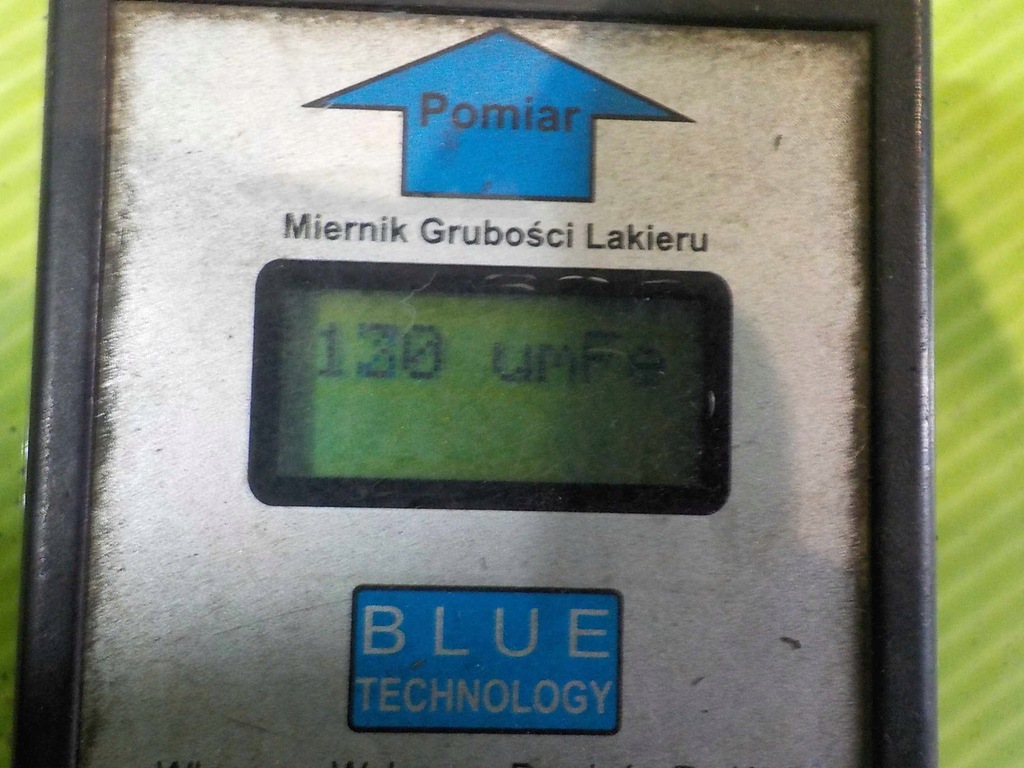 Pomiar
Miernik Grubości Lakieru
130 umFe
BLUE
TECHNOLOGY